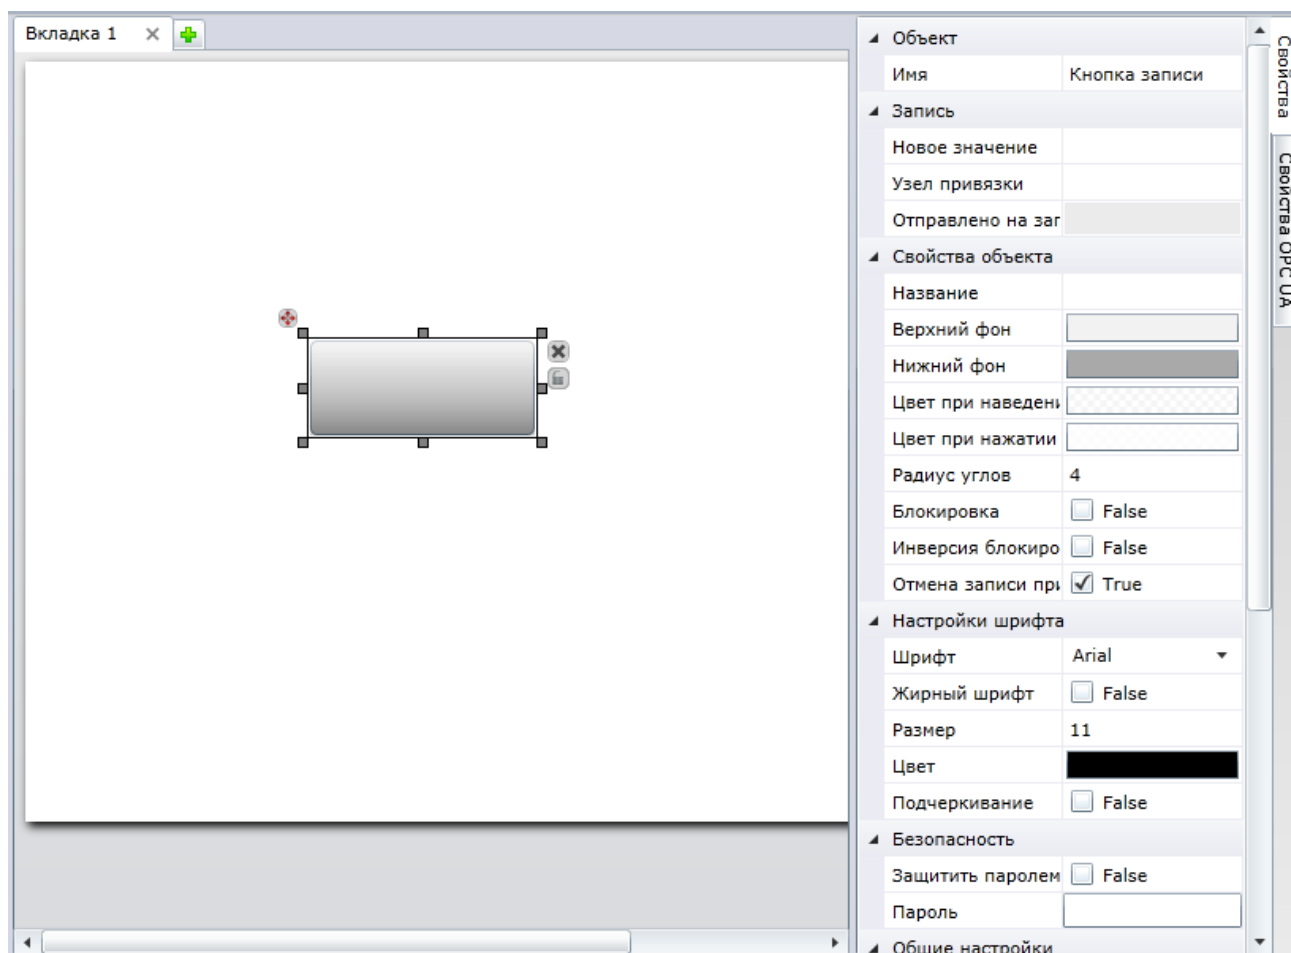 Вкладка 1
Объект
Имя Кнопка записи
Запись
Новое значение
Узел привязки
Отправлено на заг
Свойства объекта
Название
Верхний фон
Нижний фон
Цвет при наведени
Цвет при нажатии
Радиус углов 4
Блокировка False
Инверсия блокиро False
Отмена записи при True
Настройки шрифта
Шрифт Arial
Жирный шрифт False
Размер 11
Цвет
Подчеркивание False
Безопасность
Защитить паролем False
Пароль
Общие настройки
Свойства
Свойства OPC UA